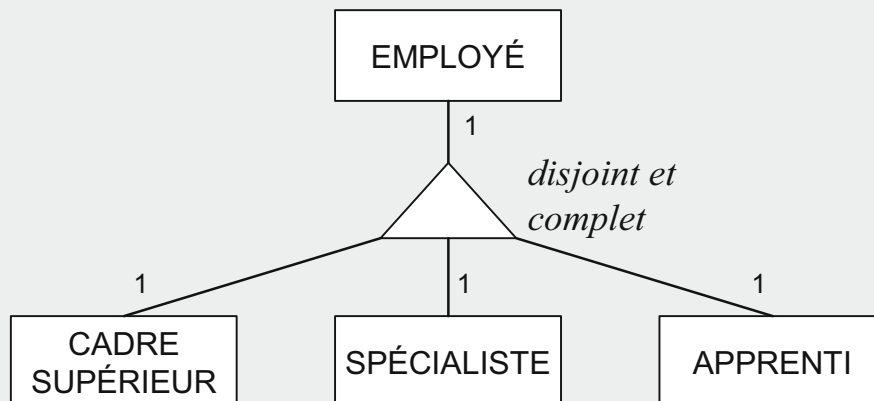 EMPLOYÉ
1
disjoint et
complet
1
1
1
CADRE
SUPÉRIEUR
SPÉCIALISTE
APPRENTI